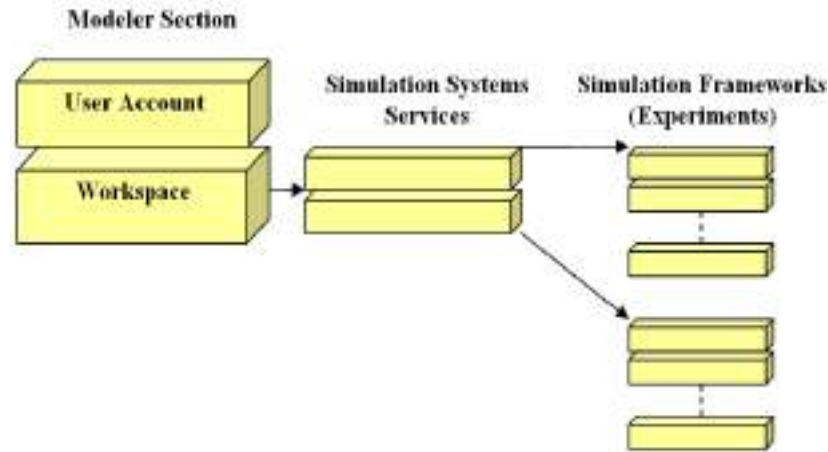 Modeler Section
User Account
Workspace
Simulation Systems
Services
Simulation Frameworks
(Experiments)